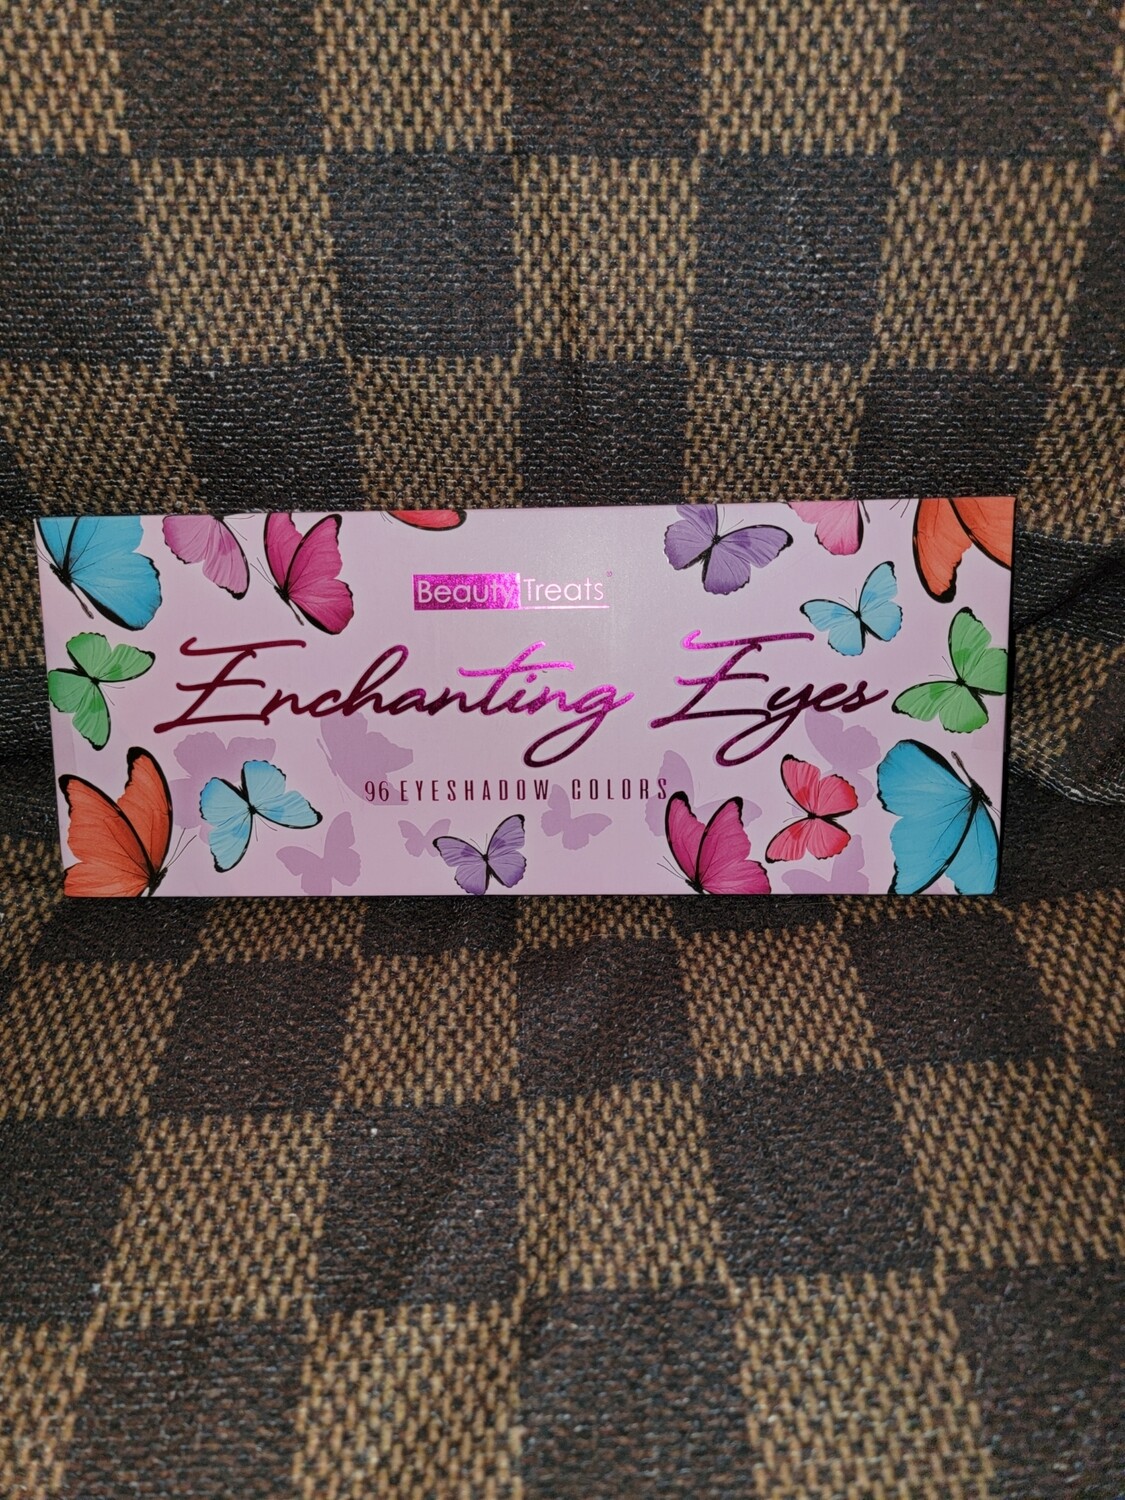 Beauty Treats®
Enchanting Eyes
96 EYESHADOW COLORS